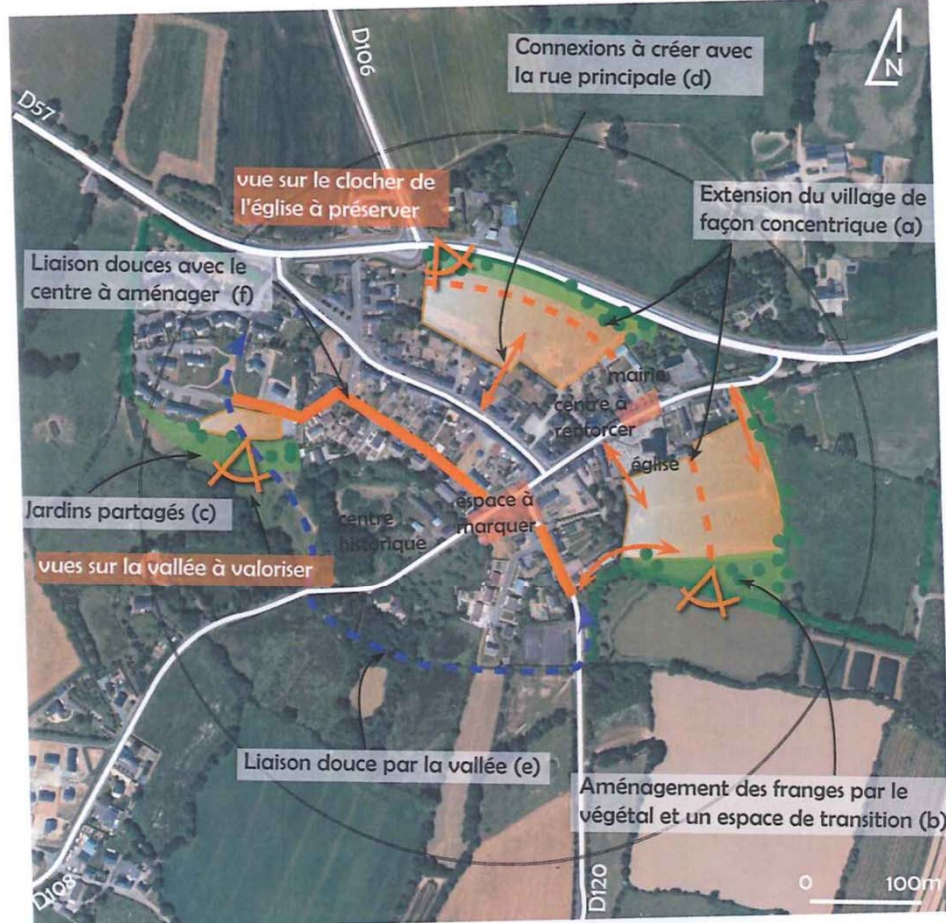 D106
Connexions à créer avec
la rue principale (d)
N
D57
vue sur le clocher de
l'église à préserver
Extension du village de
façon concentrique (a)
Liaison douces avec le
centre à aménager (f)
mairie
centre à
renforcer
église
Jardins partagés (c)
espace à
marquer
centre
historique
vues sur la vallée à valoriser
Liaison douce par la vallée (e)
Aménagement des franges par le
végétal et un espace de transition (b)
D108
D120
0 100m